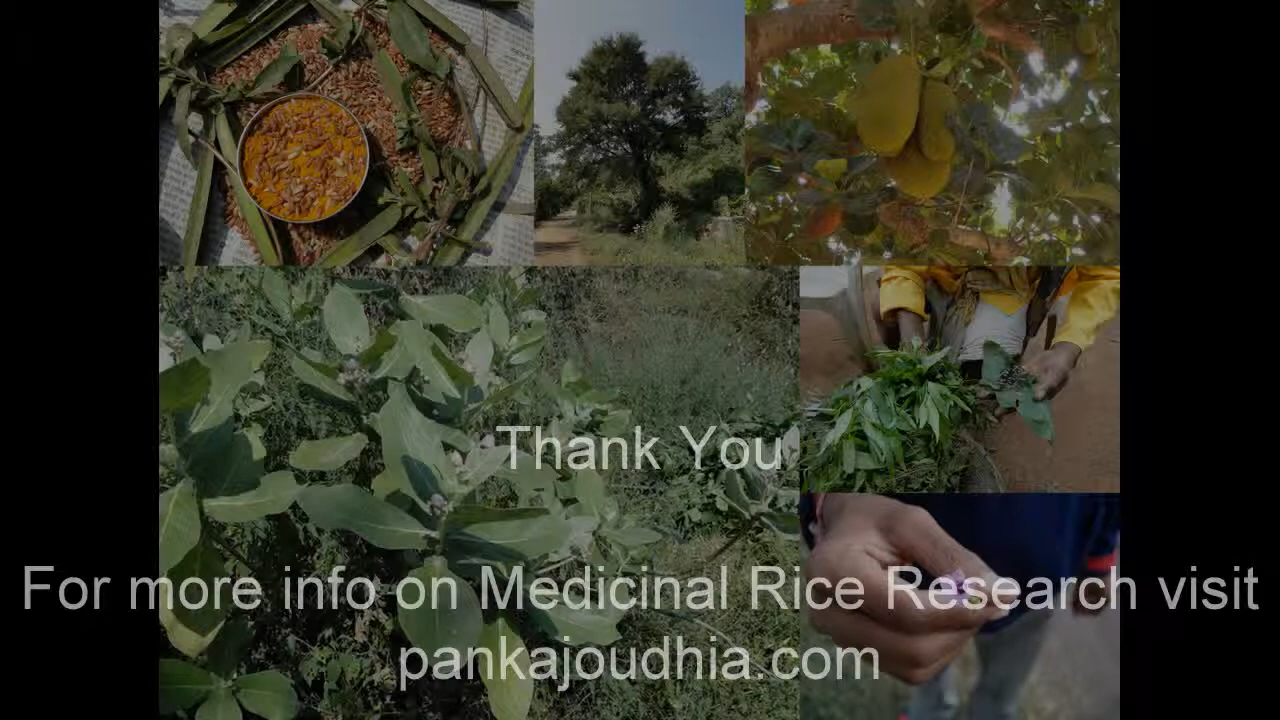 Thank You
For more info on Medicinal Rice Research visit
pankajoudhia.com